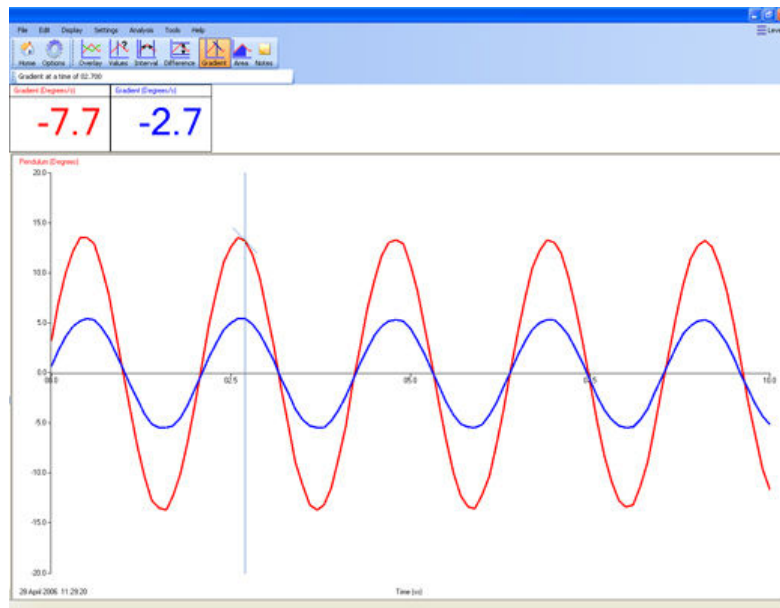 File Edit Display Settings Analysis Tools Help
Home Options Overlay Values Interval Difference Gradient Area Notes
Gradient at a time of 02.700
Gradient (Degrees/s) Gradient (Degrees/s)
-7.7 -2.7
Pendulum (Degrees)
20.0
15.0
10.0
5.0
0.0
00.0 02.5 05.0 10.0
-5.0
-10.0
-15.0
-20.0
28 April 2006 11:29:20 Time (ss)